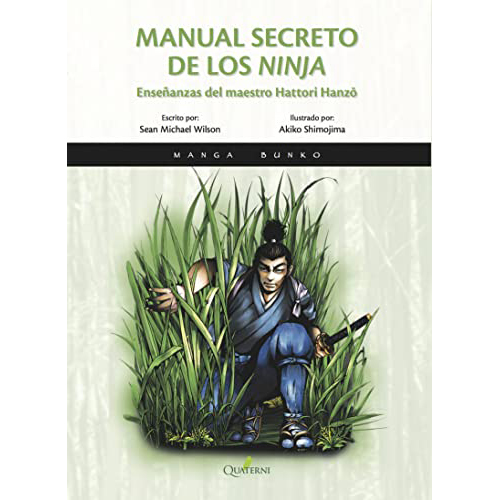 MANUAL SECRETO
DE LOS NINJA
Enseñanzas del maestro Hattori Hanzō
Escrito por:
Sean Michael Wilson
Ilustrado por:
Akiko Shimojima
MANGA BUNKO
QUATERNI